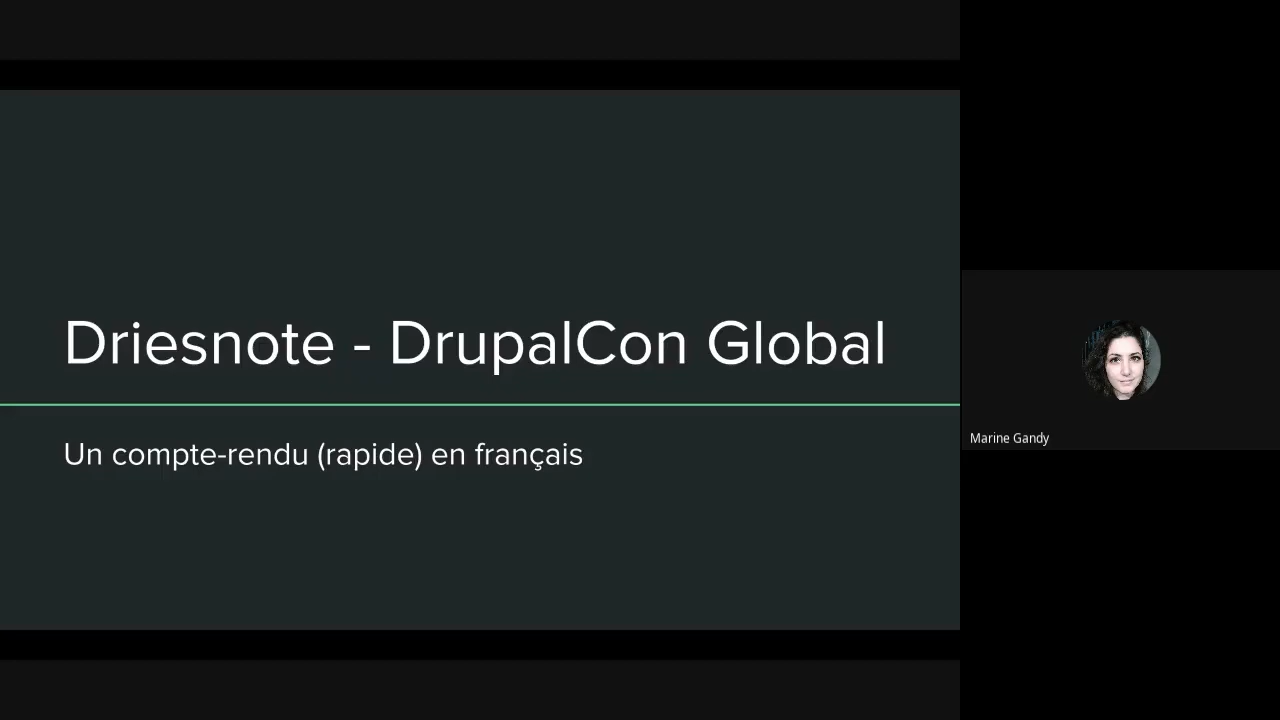 Driesnote - DrupalCon Global
Un compte-rendu (rapide) en français
Marine Gandy